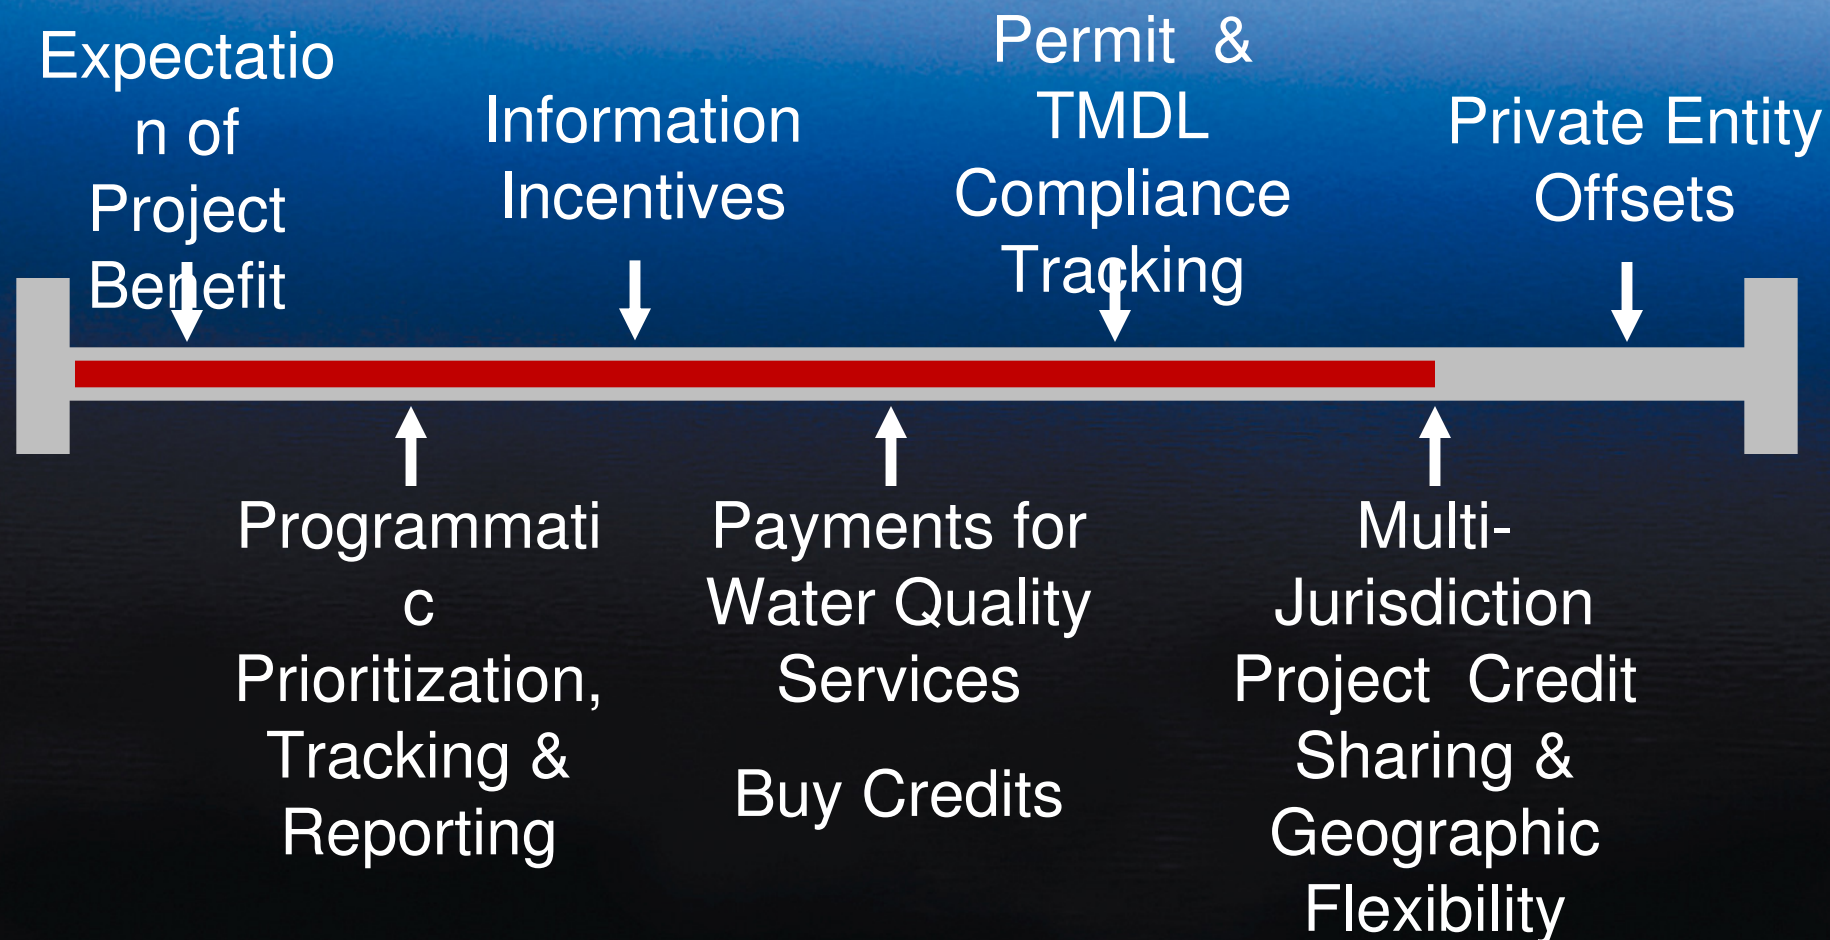 Expectatio
n of
Project
Benefit
Information
Incentives
Permit  &
TMDL
Compliance
Tracking
Private Entity
Offsets
Programmati
c
Prioritization,
Tracking &
Reporting
Payments for
Water Quality
Services
Buy Credits
Multi-
Jurisdiction
Project  Credit
Sharing &
Geographic
Flexibility